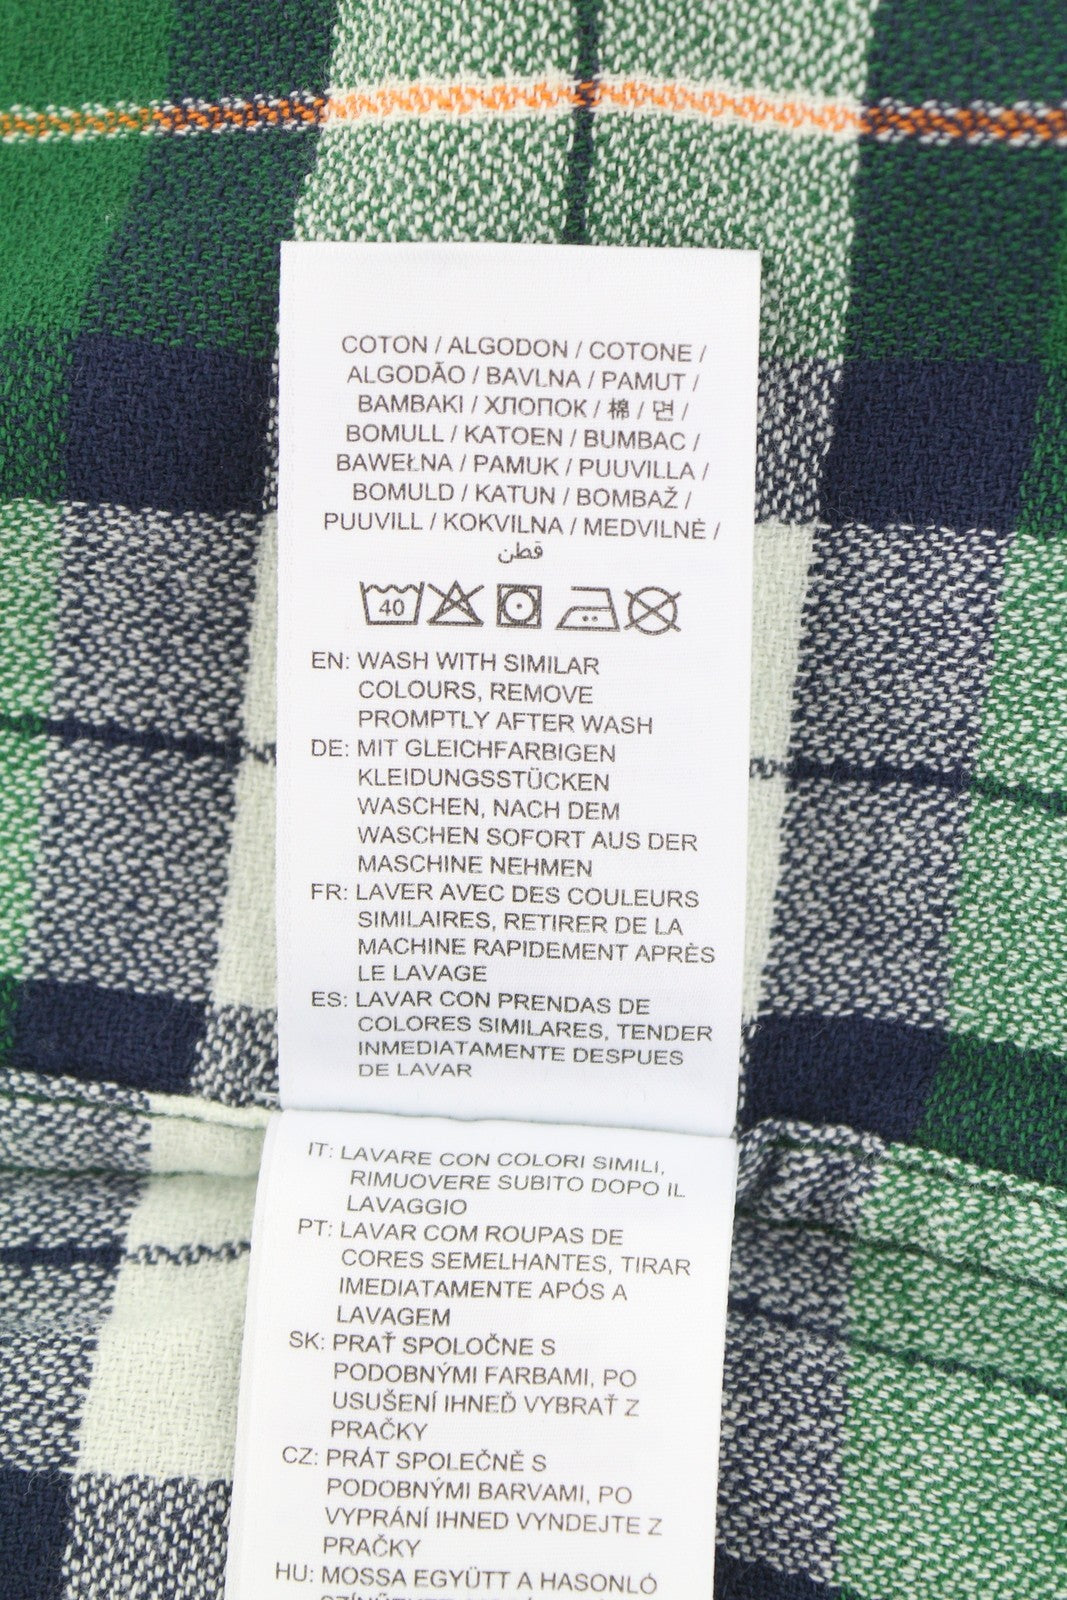 COTON / ALGODON / COTONE /
ALGODÃO / BAVLNA / PAMUT /
BAMBAKI / ХЛОПОК / 棉 / 면 /
BOMULL / KATOEN / BUMBAC /
BAWEŁNA / PAMUK / PUUVILLA /
BOMULD / KATUN / BOMBAŽ /
PUUVILL / KOKVILNA / MEDVILNĖ /
قطن
40
EN: WASH WITH SIMILAR
COLOURS, REMOVE
PROMPTLY AFTER WASH
DE: MIT GLEICHFARBIGEN
KLEIDUNGSSTÜCKEN
WASCHEN, NACH DEM
WASCHEN SOFORT AUS DER
MASCHINE NEHMEN
FR: LAVER AVEC DES COULEURS
SIMILAIRES, RETIRER DE LA
MACHINE RAPIDEMENT APRÈS
LE LAVAGE
ES: LAVAR CON PRENDAS DE
COLORES SIMILARES, TENDER
INMEDIATAMENTE DESPUES
DE LAVAR
IT: LAVARE CON COLORI SIMILI,
RIMUOVERE SUBITO DOPO IL
LAVAGGIO
PT: LAVAR COM ROUPAS DE
CORES SEMELHANTES, TIRAR
IMEDIATAMENTE APÓS A
LAVAGEM
SK: PRAŤ SPOLOČNE S
PODOBNÝMI FARBAMI, PO
USUŠENÍ IHNEĎ VYBRAŤ Z
PRAČKY
CZ: PRÁT SPOLEČNĚ S
PODOBNÝMI BARVAMI, PO
VYPRÁNÍ IHNED VYNDEJTE Z
PRAČKY
HU: MOSSA EGYÜTT A HASONLÓ